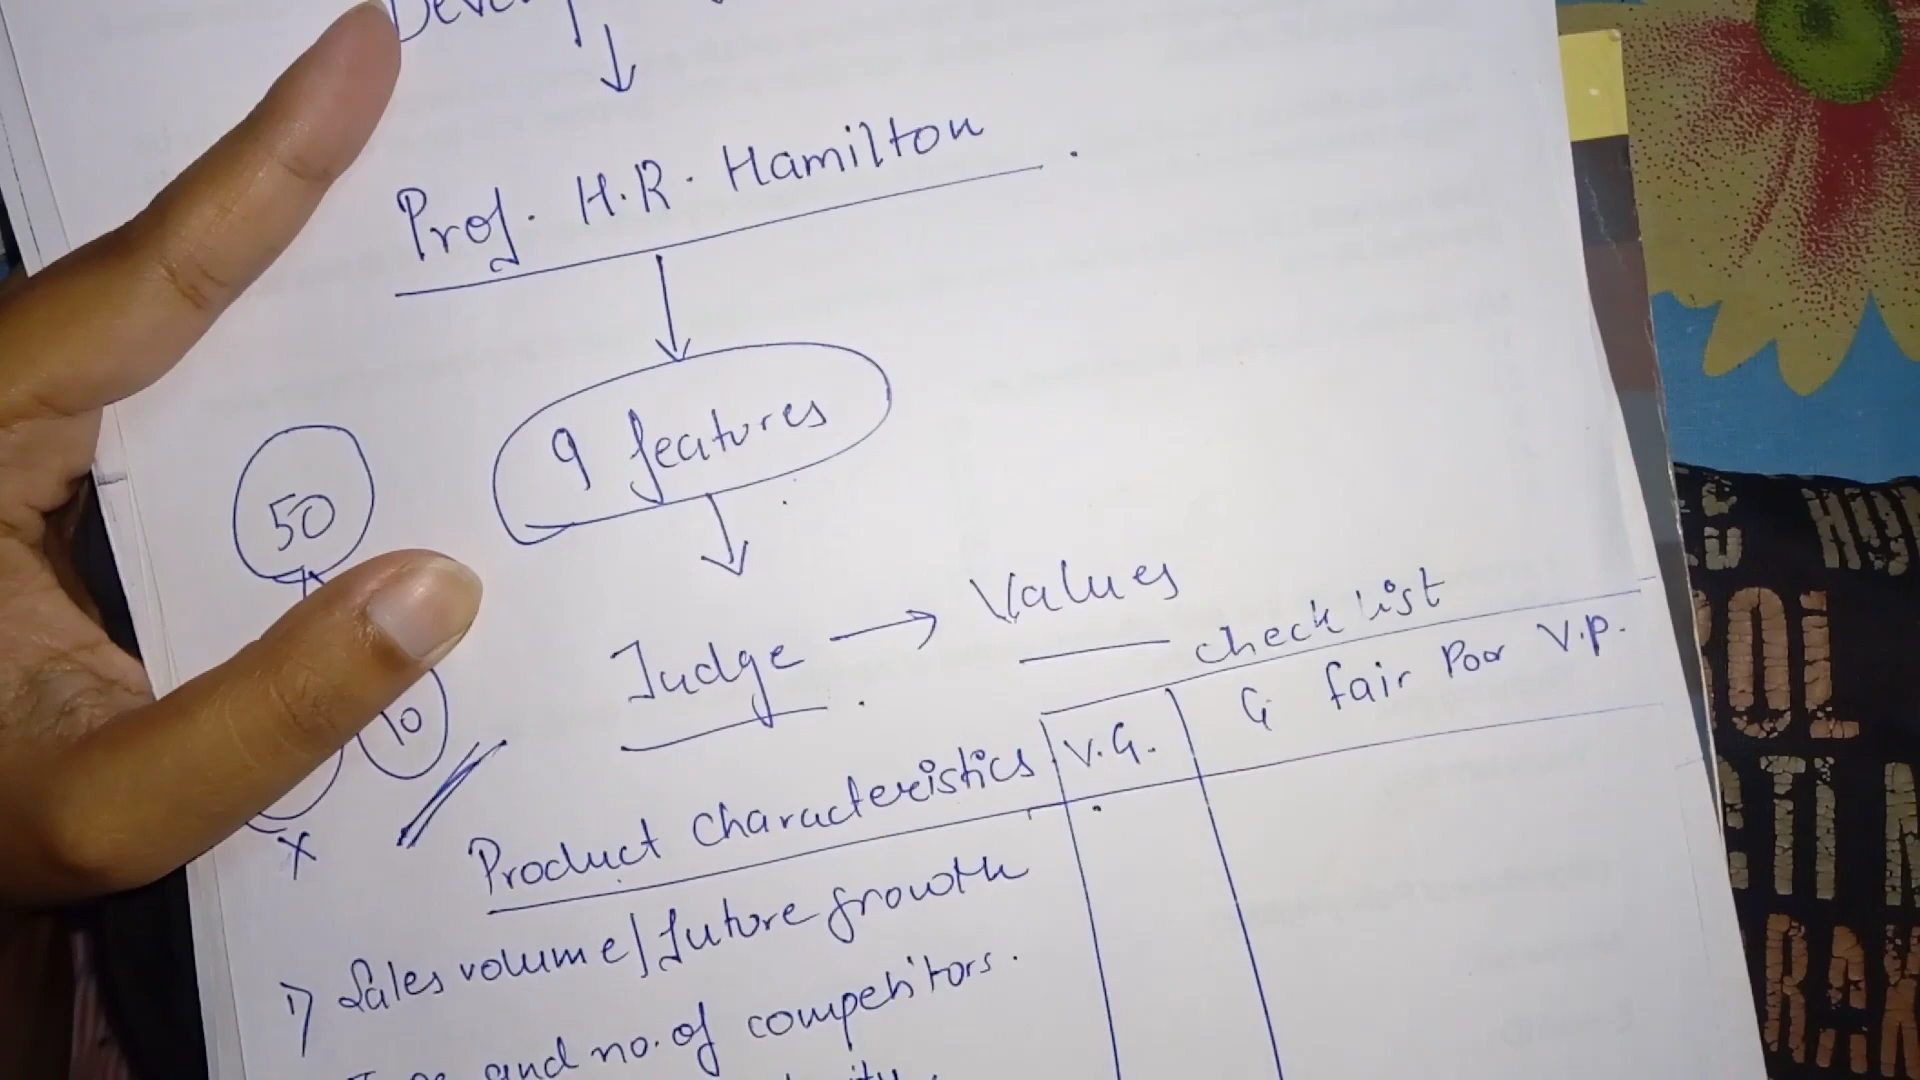 Prof. H.R. Hamilton
9 features
50
Judge → Values
check list
10
Product characteristics V.G. G fair Poor V.P.
X
1) Sales volume/future growth
and no. of competitors.